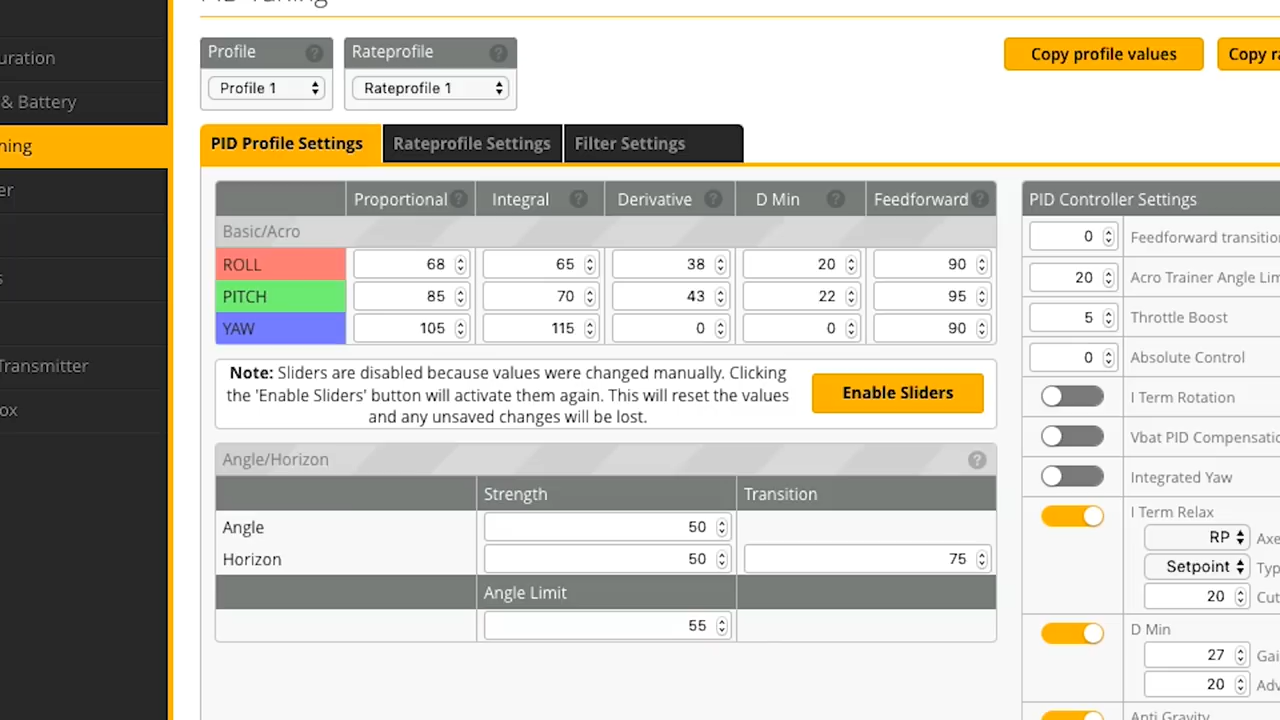 PID Tuning
uration
& Battery
ning
er
s
Transmitter
ox
Profile ?
Rateprofile ?
Profile 1
Rateprofile 1
Copy profile values
Copy ra
PID Profile Settings
Rateprofile Settings
Filter Settings
Proportional ? Integral ? Derivative ? D Min ? Feedforward ?
Basic/Acro
ROLL 68 65 38 20 90
PITCH 85 70 43 22 95
YAW 105 115 0 0 90
Note: Sliders are disabled because values were changed manually. Clicking
the 'Enable Sliders' button will activate them again. This will reset the values
and any unsaved changes will be lost.
Enable Sliders
Angle/Horizon ?
Strength Transition
Angle 50
Horizon 50 75
Angle Limit
55
PID Controller Settings
0 Feedforward transition
20 Acro Trainer Angle Lim
5 Throttle Boost
0 Absolute Control
I Term Rotation
Vbat PID Compensatio
Integrated Yaw
I Term Relax
RP Axe
Setpoint Typ
20 Cut
D Min
27 Gai
20 Adv
Anti Gravity